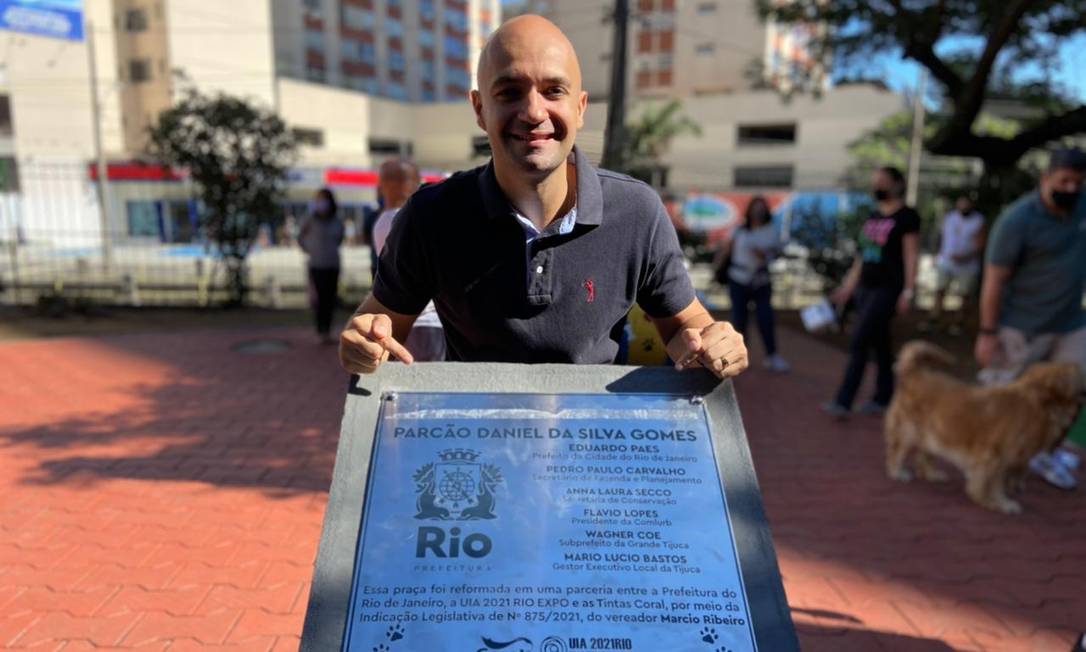 PARCÃO DANIEL DA SILVA GOMES
EDUARDO PAES
Prefeito da Cidade do Rio de Janeiro
PEDRO PAULO CARVALHO
Secretário de Fazenda e Planejamento
ANNA LAURA SECCO
Secretária de Conservação
FLAVIO LOPES
Presidente da Comlurb
WAGNER COE
Subprefeito da Grande Tijuca
MARIO LUCIO BASTOS
Gestor Executivo Local da Tijuca
Rio
PREFEITURA
Essa praça foi reformada em uma parceria entre a Prefeitura do
Rio de Janeiro, a UIA 2021 RIO EXPO e as Tintas Coral, por meio da
Indicação Legislativa de Nº 875/2021, do vereador Marcio Ribeiro
UIA 2021RIO